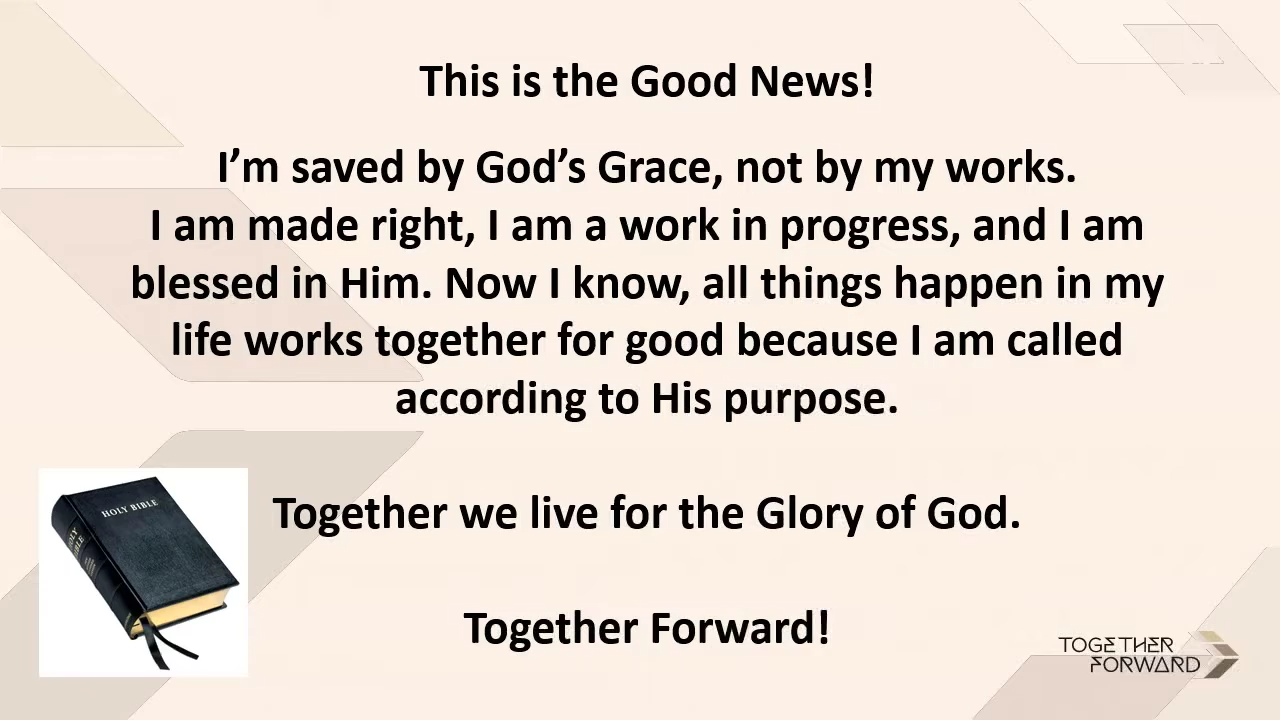 This is the Good News!
I’m saved by God’s Grace, not by my works.
I am made right, I am a work in progress, and I am
blessed in Him. Now I know, all things happen in my
life works together for good because I am called
according to His purpose.
Together we live for the Glory of God.
HOLY BIBLE
Together Forward!
TOGETHER
FORWARD